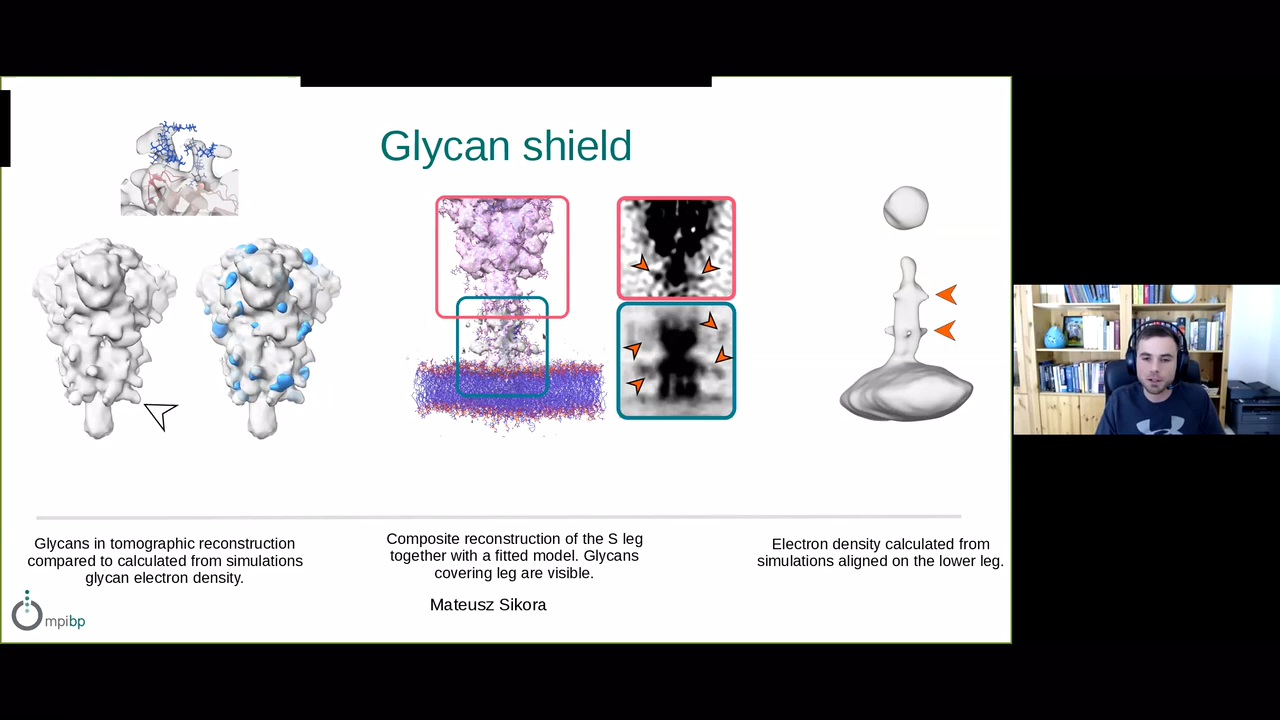 Glycan shield
Glycans in tomographic reconstruction
compared to calculated from simulations
glycan electron density.
Composite reconstruction of the S leg
together with a fitted model. Glycans
covering leg are visible.
Electron density calculated from
simulations aligned on the lower leg.
Mateusz Sikora
mpibp